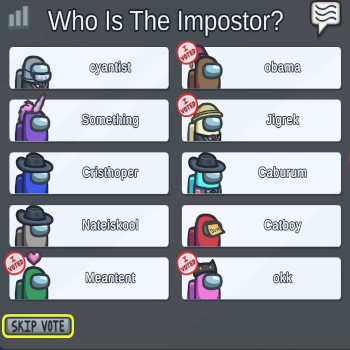 Who Is The Impostor?
cyantist
I VOTED obama
Something
I VOTED Jigrek
Cristhoper
Caburum
Nateiskool
Catboy
I VOTED Meantent
I VOTED okk
SKIP VOTE